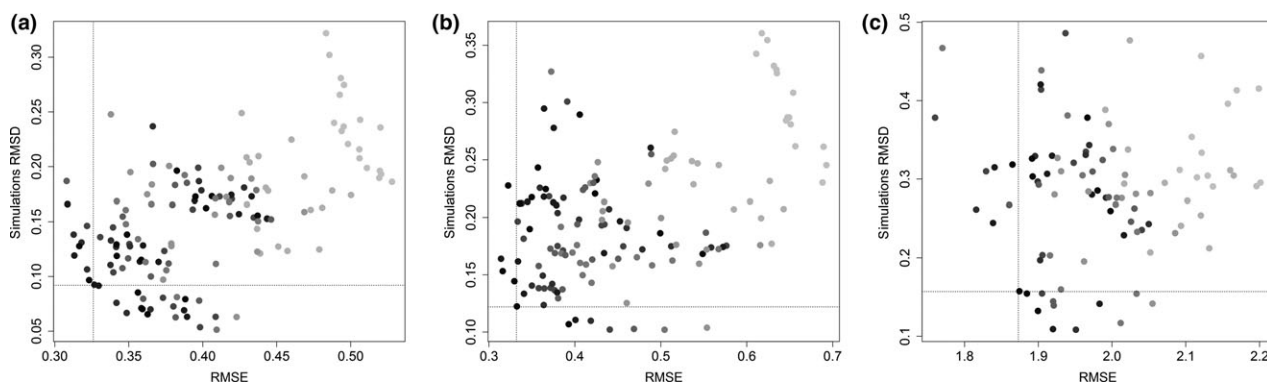 (a)
Simulations RMSD
0.05 0.10 0.15 0.20 0.25 0.30
0.30 0.35 0.40 0.45 0.50
RMSE
(b)
Simulations RMSD
0.10 0.15 0.20 0.25 0.30 0.35
0.3 0.4 0.5 0.6 0.7
RMSE
(c)
Simulations RMSD
0.1 0.2 0.3 0.4 0.5
1.8 1.9 2.0 2.1 2.2
RMSE